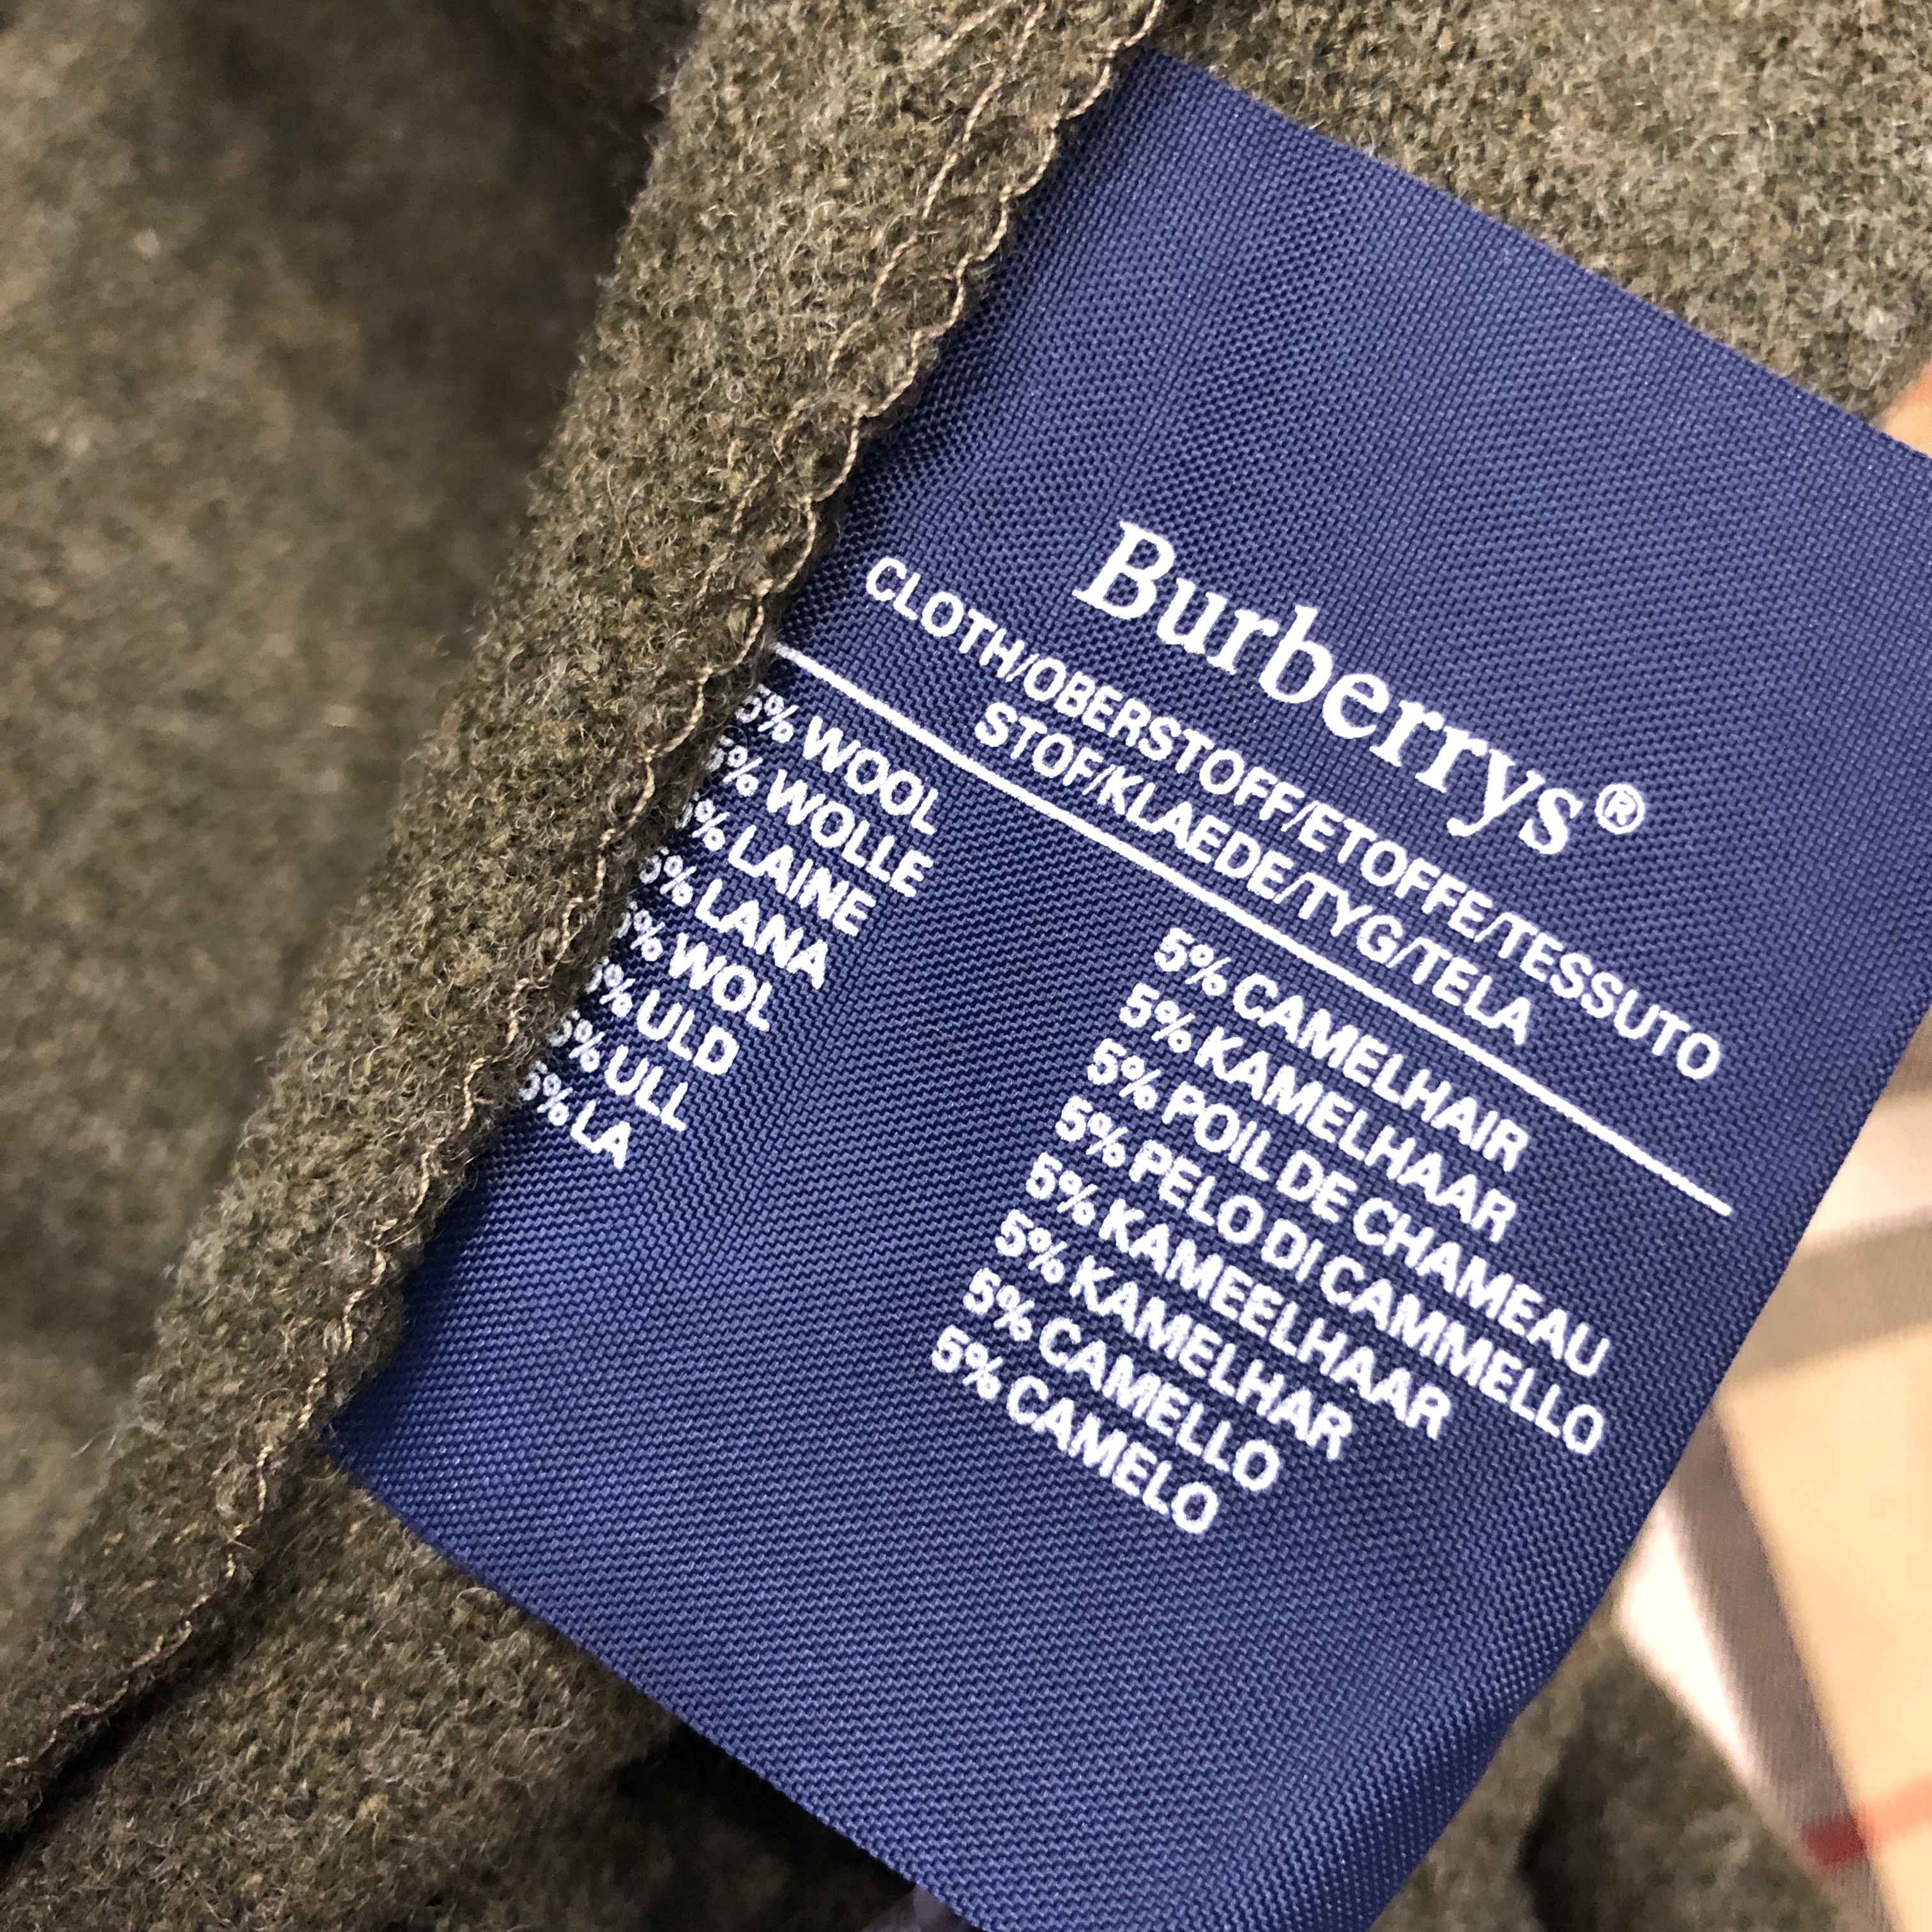 Burberrys®
CLOTH/OBERSTOFF/ETOFFE/TESSUTO
STOF/KLAEDE/TYG/TELA
5% WOOL 5% CAMELHAIR
5% WOLLE 5% KAMELHAAR
% LAINE 5% POIL DE CHAMEAU
5% LANA 5% PELO DI CAMMELLO
% WOL 5% KAMEELHAAR
% ULD 5% KAMELHAR
5% ULL 5% CAMELLO
5% LA 5% CAMELO